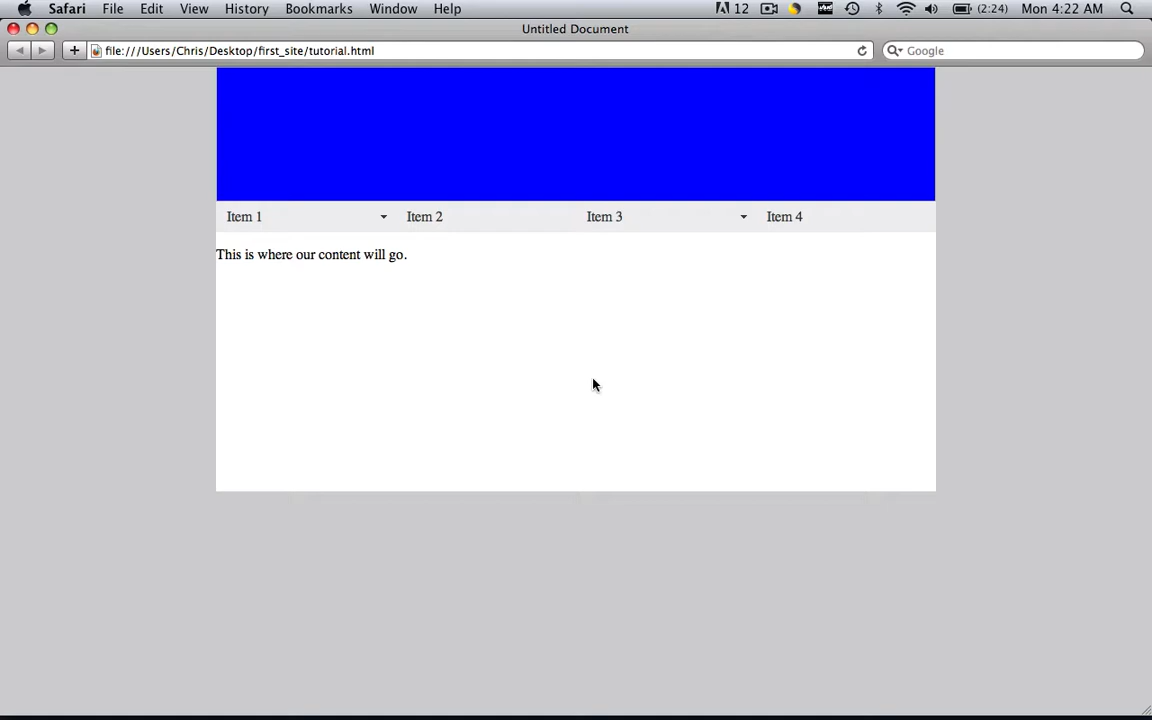 Safari File Edit View History Bookmarks Window Help 12 (2:24) Mon 4:22 AM
Untitled Document
file:///Users/Chris/Desktop/first_site/tutorial.html Google
Item 1 Item 2 Item 3 Item 4
This is where our content will go.